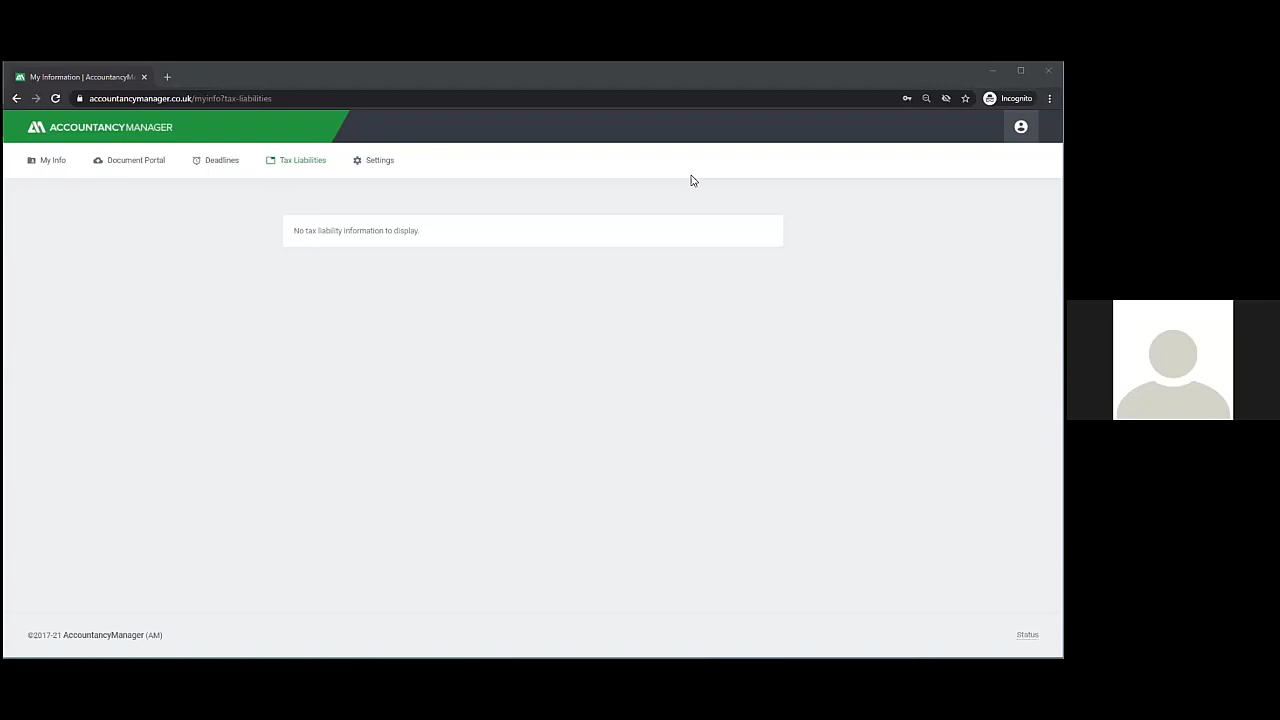 My Information | AccountancyM
accountancymanager.co.uk/myinfo?tax-liabilities
Incognito
ACCOUNTANCYMANAGER
My Info
Document Portal
Deadlines
Tax Liabilities
Settings
No tax liability information to display.
©2017-21 AccountancyManager (AM)
Status